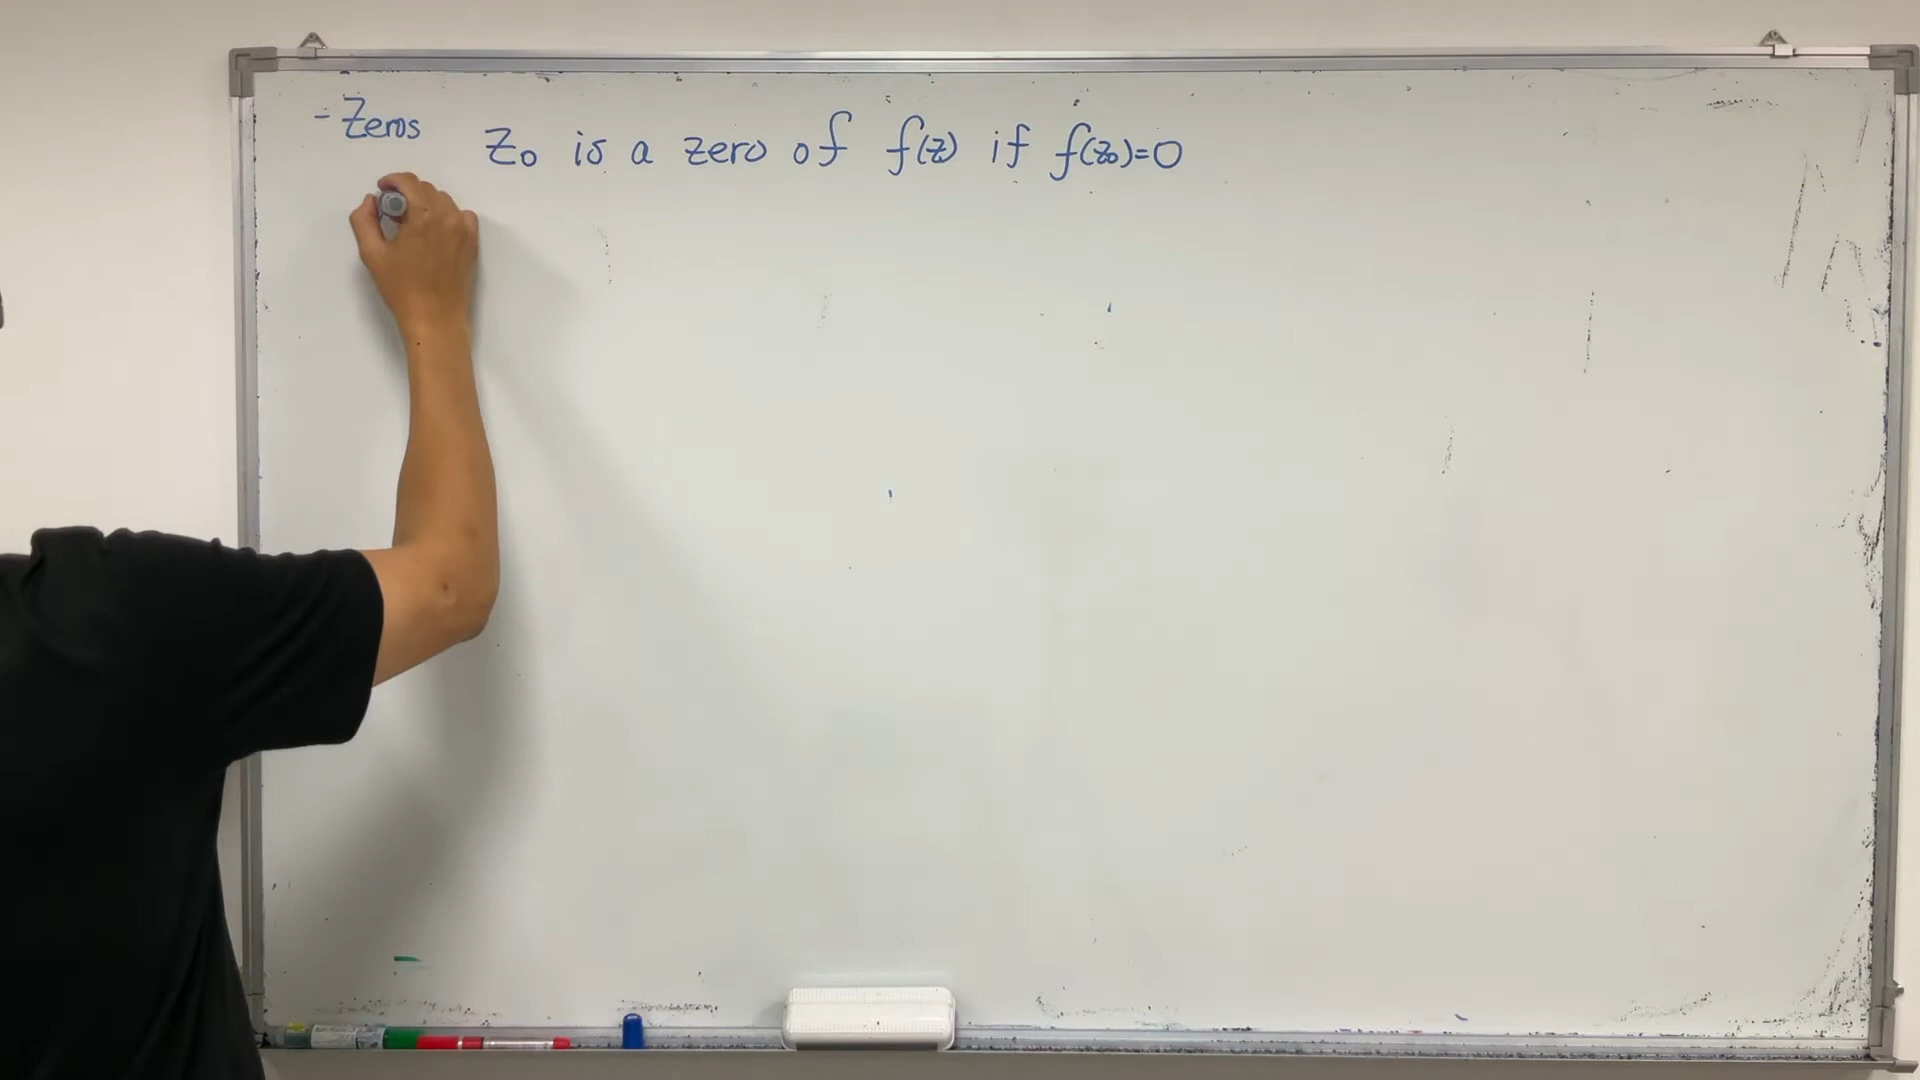 - Zeros
z₀ is a zero of f(z) if f(z₀)=0